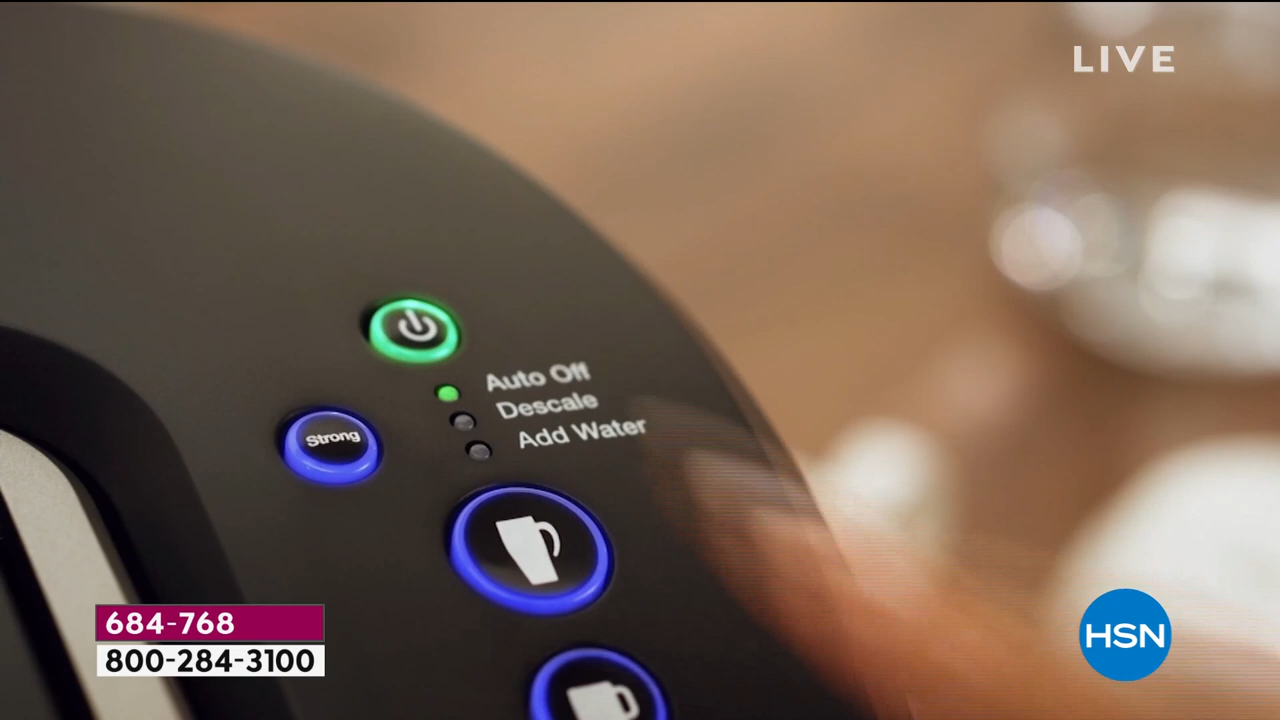 LIVE
Auto Off
Descale
Add Water
Strong
684-768
800-284-3100
HSN